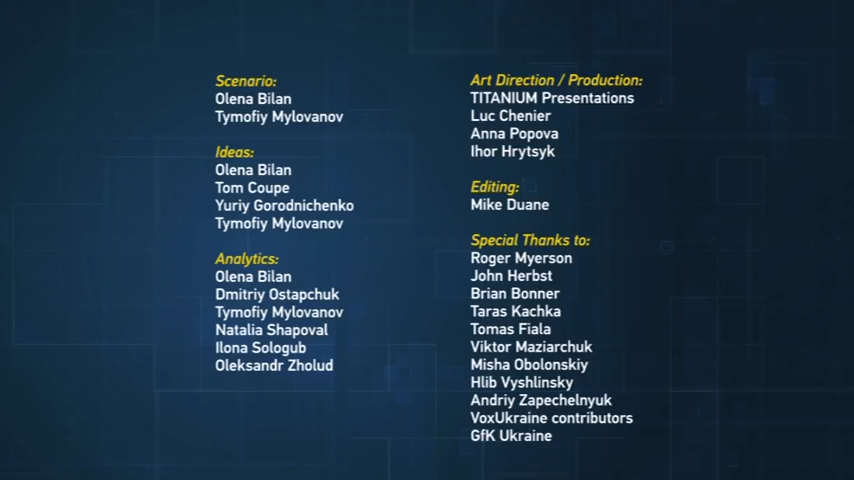 Scenario:
Olena Bilan
Tymofiy Mylovanov
Ideas:
Olena Bilan
Tom Coupe
Yuriy Gorodnichenko
Tymofiy Mylovanov
Analytics:
Olena Bilan
Dmitriy Ostapchuk
Tymofiy Mylovanov
Natalia Shapoval
Ilona Sologub
Oleksandr Zholud
Art Direction / Production:
TITANIUM Presentations
Luc Chenier
Anna Popova
Ihor Hrytsyk
Editing:
Mike Duane
Special Thanks to:
Roger Myerson
John Herbst
Brian Bonner
Taras Kachka
Tomas Fiala
Viktor Maziarchuk
Misha Obolonskiy
Hlib Vyshlinsky
Andriy Zapechelnyuk
VoxUkraine contributors
GfK Ukraine